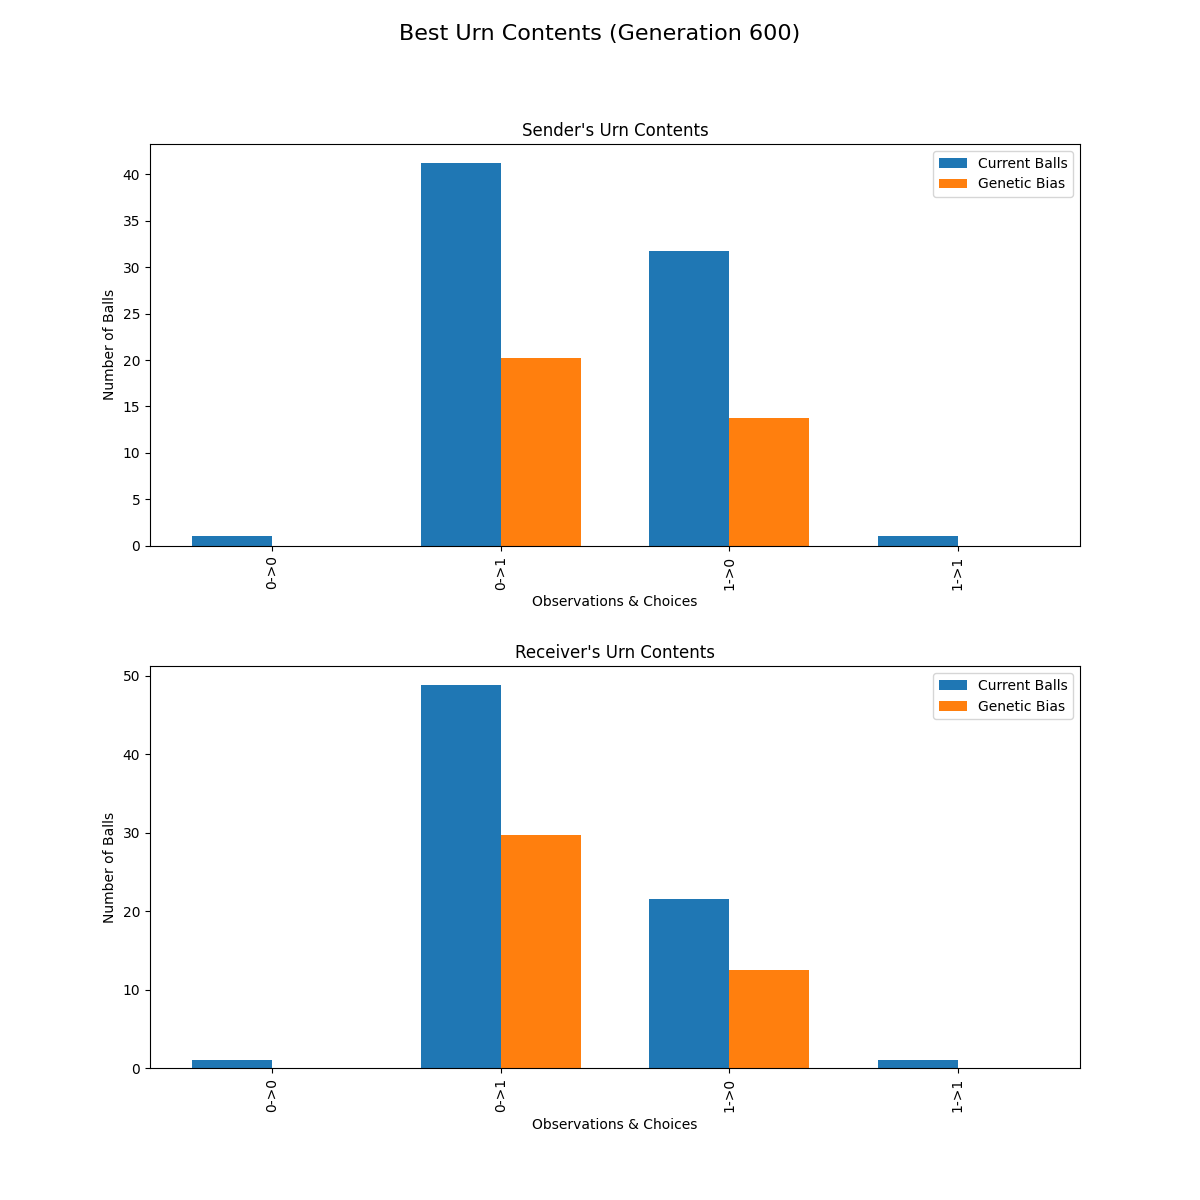 Best Urn Contents (Generation 600)
Sender's Urn Contents
Current Balls
Genetic Bias
40
35
30
25
20
15
10
5
0
Number of Balls
0->0
0->1
1->0
1->1
Observations & Choices
Receiver's Urn Contents
Current Balls
Genetic Bias
50
40
30
20
10
0
Number of Balls
0->0
0->1
1->0
1->1
Observations & Choices